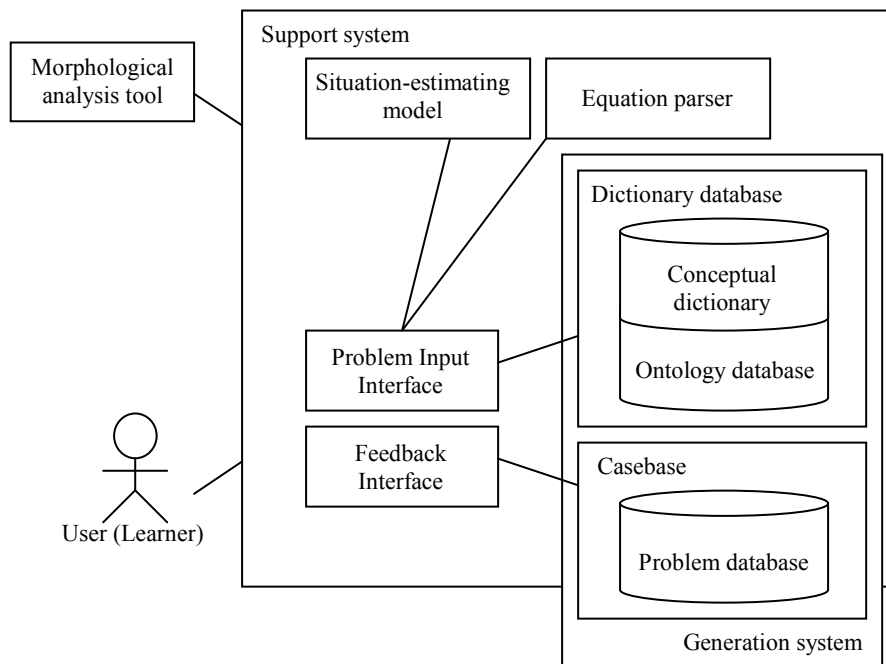 Support system
Morphological
analysis tool
Situation-estimating
model
Equation parser
Dictionary database
Conceptual
dictionary
Ontology database
Problem Input
Interface
Feedback
Interface
User (Learner)
Casebase
Problem database
Generation system